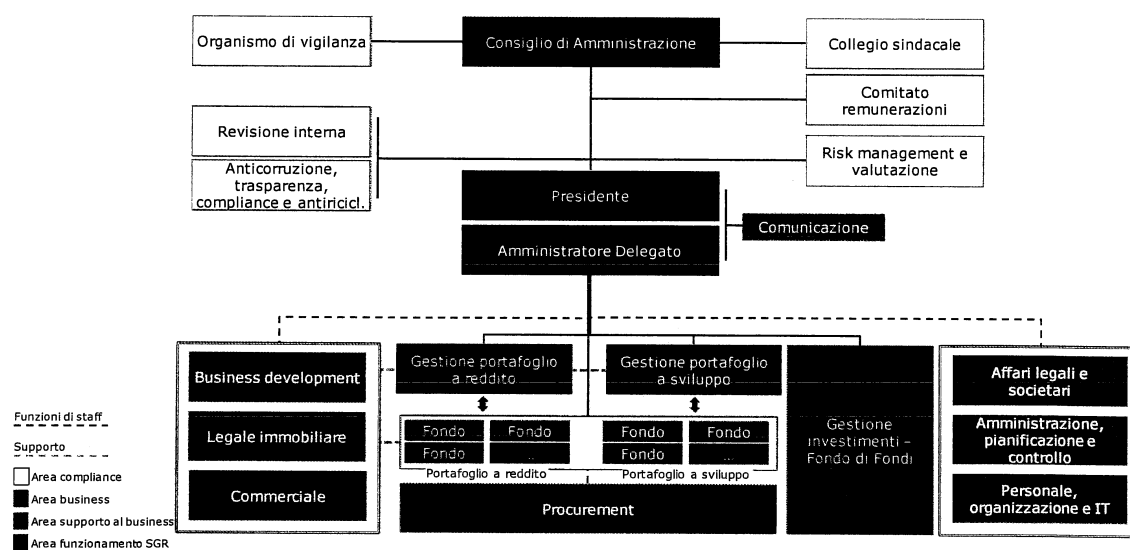 Organismo di vigilanza
Consiglio di Amministrazione
Collegio sindacale
Comitato
remunerazioni
Revisione interna
Anticorruzione,
trasparenza,
compliance e antiricicl.
Risk management e
valutazione
Presidente
Amministratore Delegato
Comunicazione
Business development
Legale immobiliare
Commerciale
Gestione portafoglio
a reddito
Gestione portafoglio
a sviluppo
Fondo
Fondo
Fondo
...
Portafoglio a reddito
Fondo
Fondo
Fondo
...
Portafoglio a sviluppo
Procurement
Gestione
investimenti –
Fondo di Fondi
Affari legali e
societari
Amministrazione,
pianificazione e
controllo
Personale,
organizzazione e IT
Funzioni di staff
Supporto
Area compliance
Area business
Area supporto al business
Area funzionamento SGR